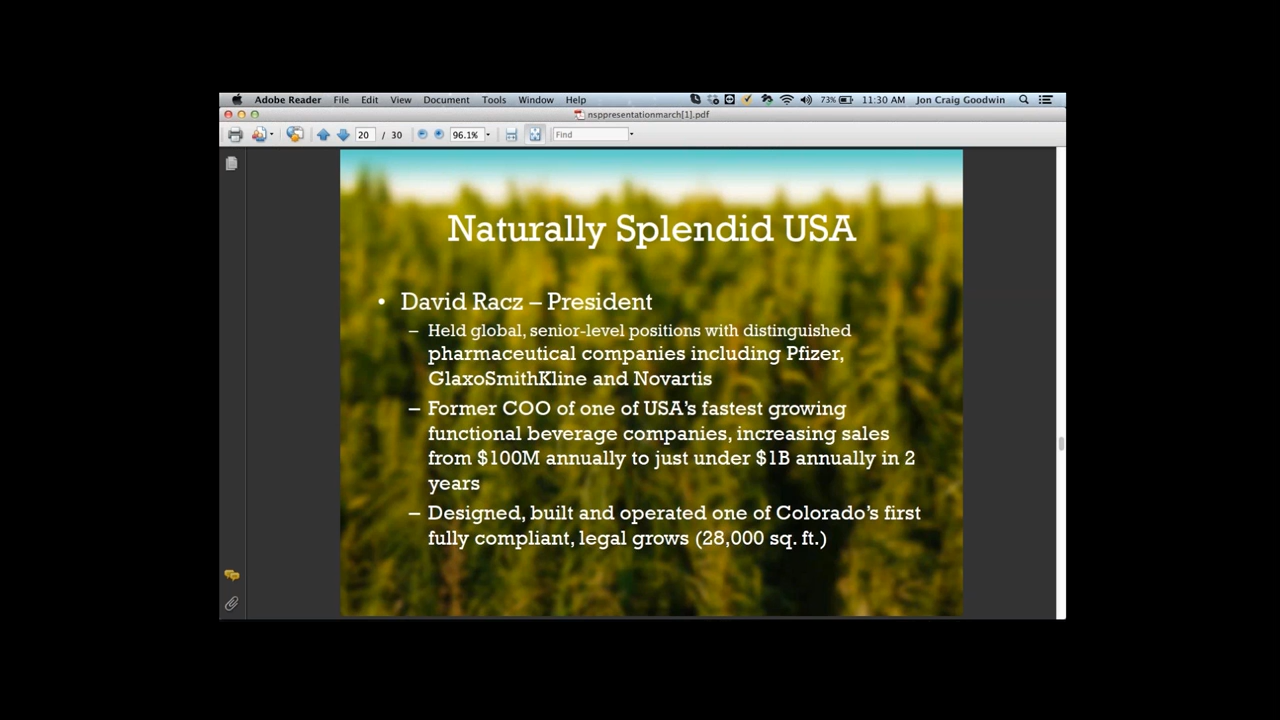 Adobe Reader File Edit View Document Tools Window Help 73% 11:30 AM Jon Craig Goodwin
nsppresentationmarch[1].pdf
20 / 30 96.1% Find
Naturally Splendid USA
• David Racz – President
– Held global, senior-level positions with distinguished
pharmaceutical companies including Pfizer,
GlaxoSmithKline and Novartis
– Former COO of one of USA's fastest growing
functional beverage companies, increasing sales
from $100M annually to just under $1B annually in 2
years
– Designed, built and operated one of Colorado's first
fully compliant, legal grows (28,000 sq. ft.)